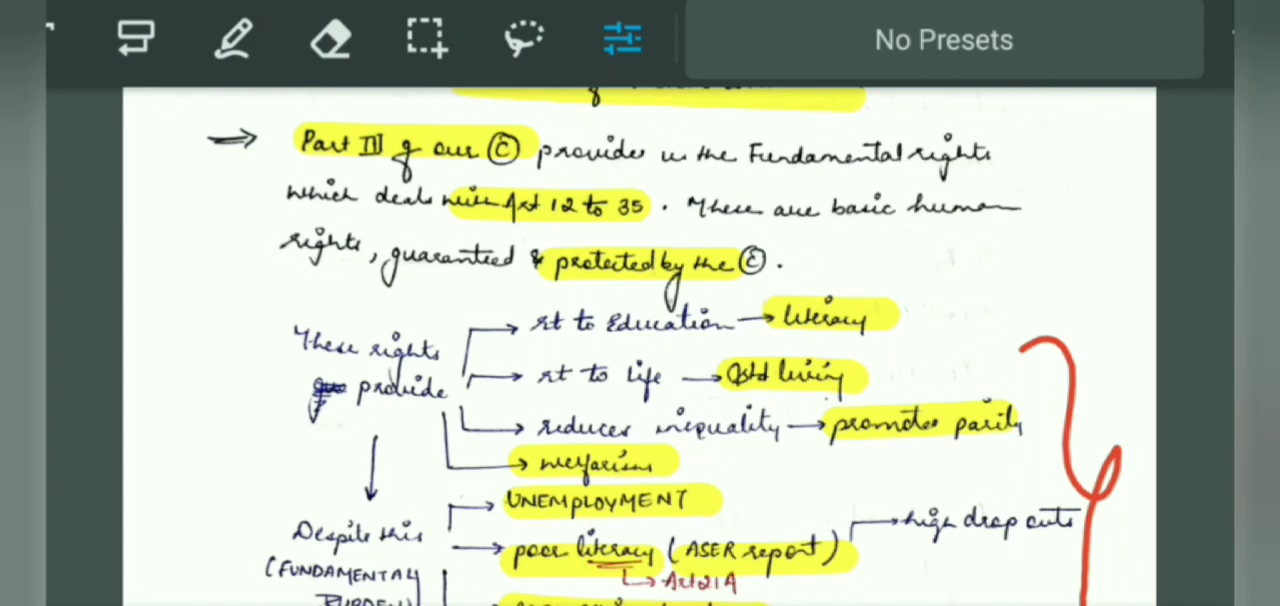 No Presets
→ Part III of our Ⓒ provides us the Fundamental rights
which deals with Art 12 to 35. These are basic human
rights, guaranteed & protected by the Ⓒ.
These rights
provide
→ rt to Education → literacy
→ rt to life → living
→ reduces inequality → promotes parity
→ welfarism
Despite this
(FUNDAMENTAL
BURDEN)
→ UNEMPLOYMENT
→ poor literacy (ASER report) → high drop outs
→ Art 21A